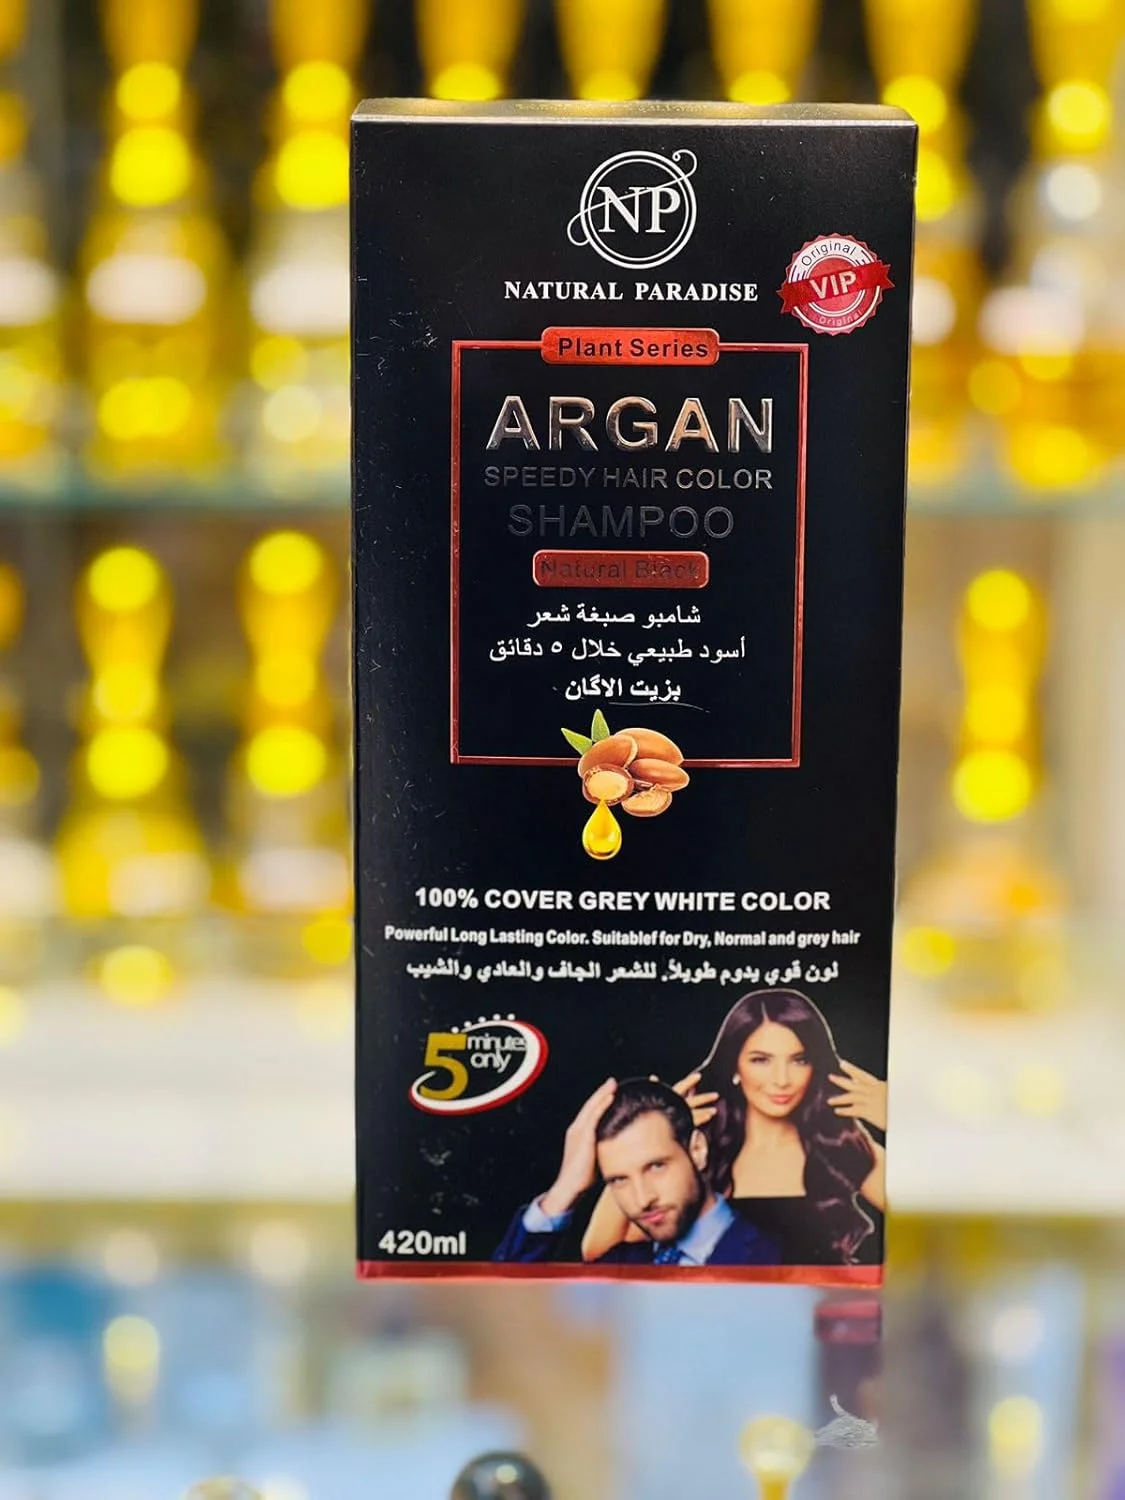 NP
NATURAL PARADISE
Original
VIP
Original
Plant Series
ARGAN
SPEEDY HAIR COLOR
SHAMPOO
Natural Black
شامبو صبغة شعر
أسود طبيعي خلال ٥ دقائق
بزيت الاگان
100% COVER GREY WHITE COLOR
Powerful Long Lasting Color. Suitablef for Dry, Normal and grey hair
لون قوي يدوم طويلاً. للشعر الجاف والعادي والشيب
5 minutes
only
420ml